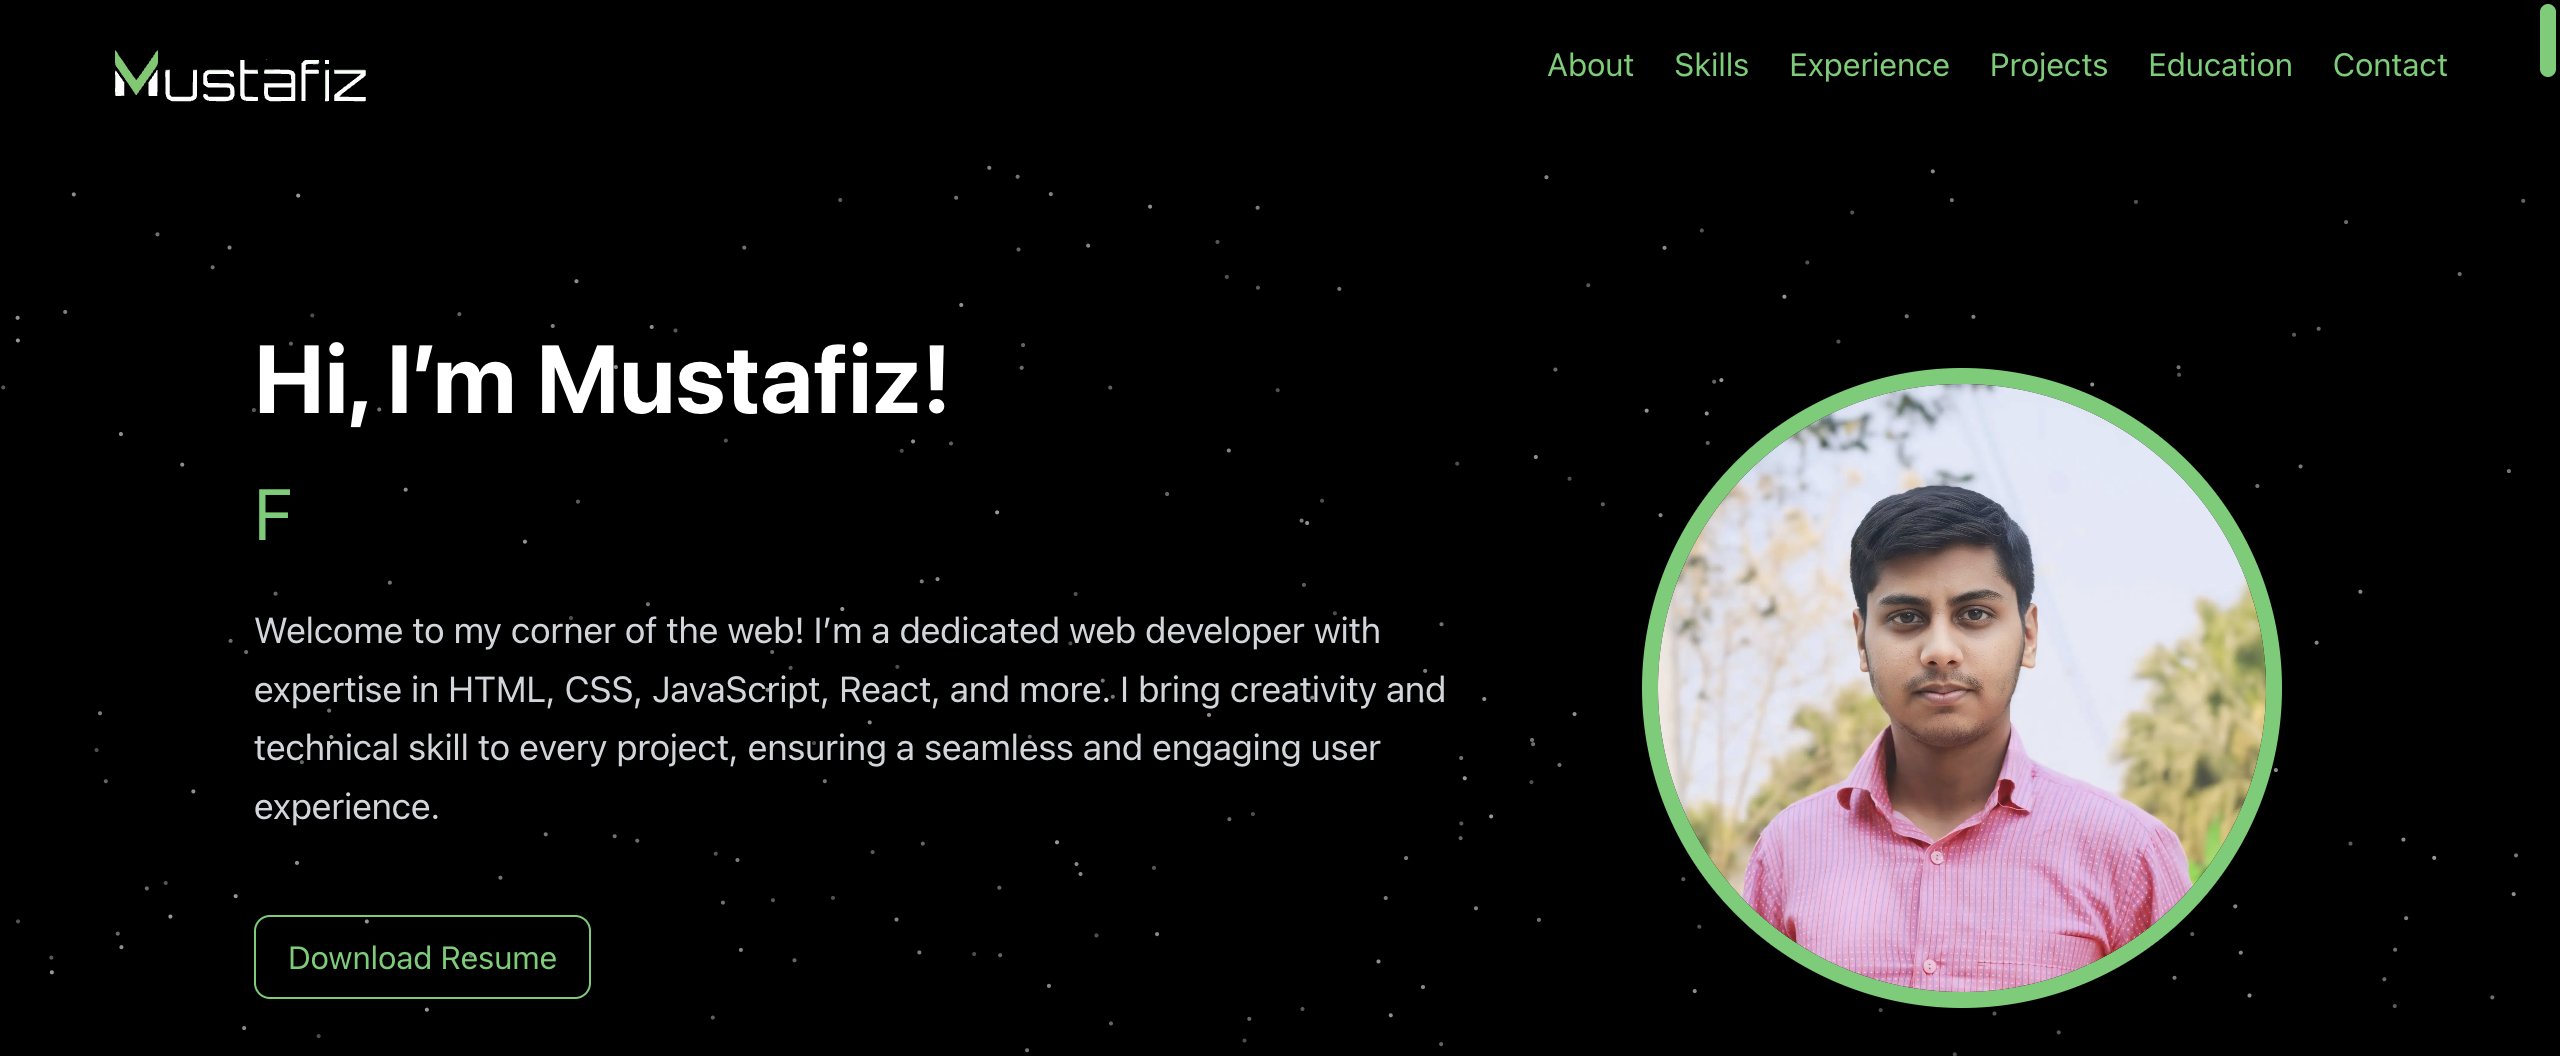 Mustafiz
About Skills Experience Projects Education Contact
Hi, I’m Mustafiz!
F
Welcome to my corner of the web! I’m a dedicated web developer with
expertise in HTML, CSS, JavaScript, React, and more. I bring creativity and
technical skill to every project, ensuring a seamless and engaging user
experience.
Download Resume